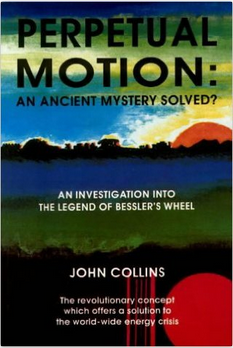 PERPETUAL
MOTION:
AN ANCIENT MYSTERY SOLVED?
AN INVESTIGATION INTO
THE LEGEND OF BESSLER'S WHEEL
JOHN COLLINS
The revolutionary concept
which offers a solution to
the world-wide energy crisis